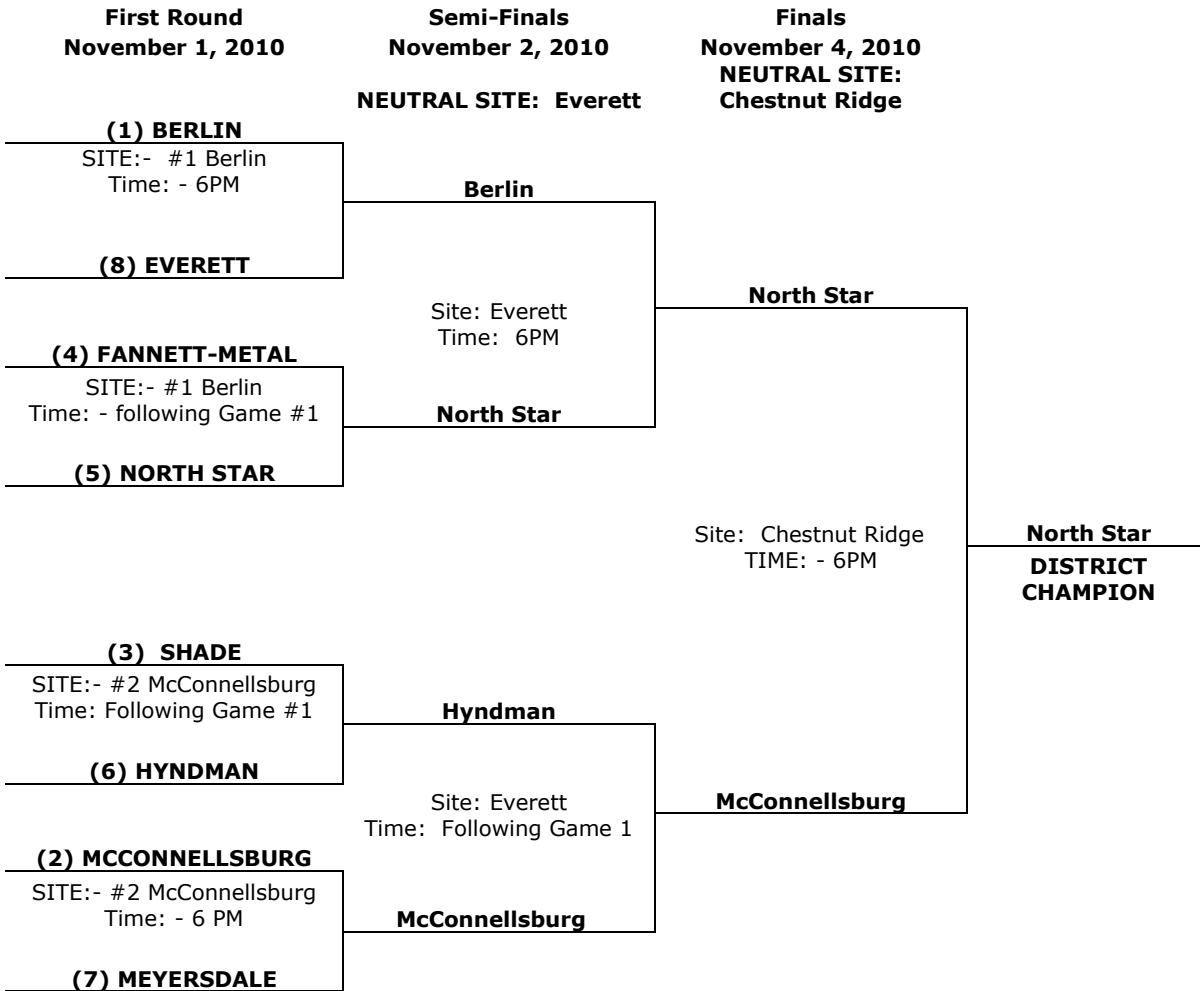 First Round
November 1, 2010
Semi-Finals
November 2, 2010
NEUTRAL SITE:  Everett
Finals
November 4, 2010
NEUTRAL SITE:
Chestnut Ridge
(1) BERLIN
SITE:-  #1 Berlin
Time: - 6PM
(8) EVERETT
Berlin
(4) FANNETT-METAL
SITE:- #1 Berlin
Time: - following Game #1
(5) NORTH STAR
Site: Everett
Time:  6PM
North Star
North Star
Site:  Chestnut Ridge
TIME: - 6PM
North Star
DISTRICT
CHAMPION
(3)  SHADE
SITE:- #2 McConnellsburg
Time: Following Game #1
(6) HYNDMAN
Hyndman
Site: Everett
Time:  Following Game 1
McConnellsburg
(2) MCCONNELLSBURG
SITE:- #2 McConnellsburg
Time: - 6 PM
(7) MEYERSDALE
McConnellsburg